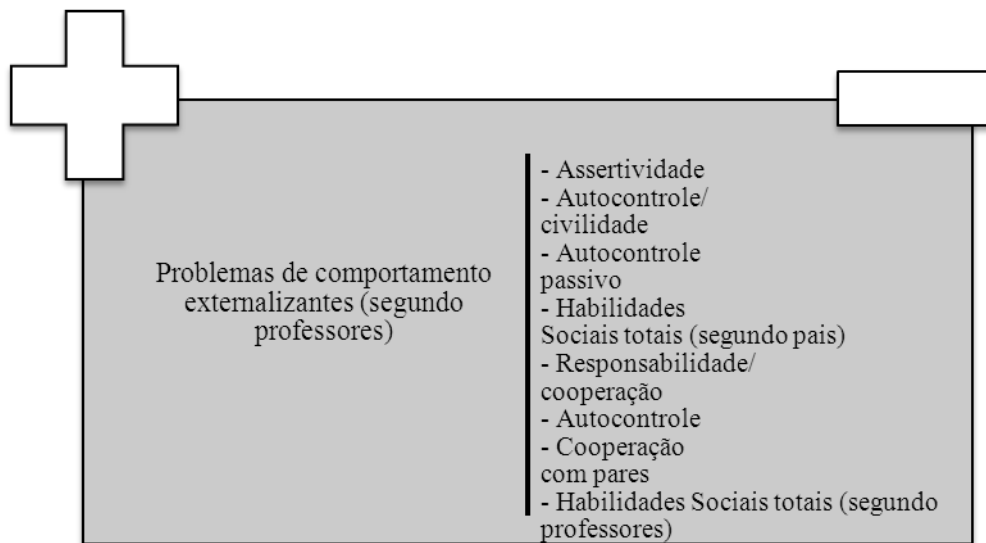 Problemas de comportamento
externalizantes (segundo
professores)
- Assertividade
- Autocontrole/
civilidade
- Autocontrole
passivo
- Habilidades
Sociais totais (segundo pais)
- Responsabilidade/
cooperação
- Autocontrole
- Cooperação
com pares
- Habilidades Sociais totais (segundo
professores)